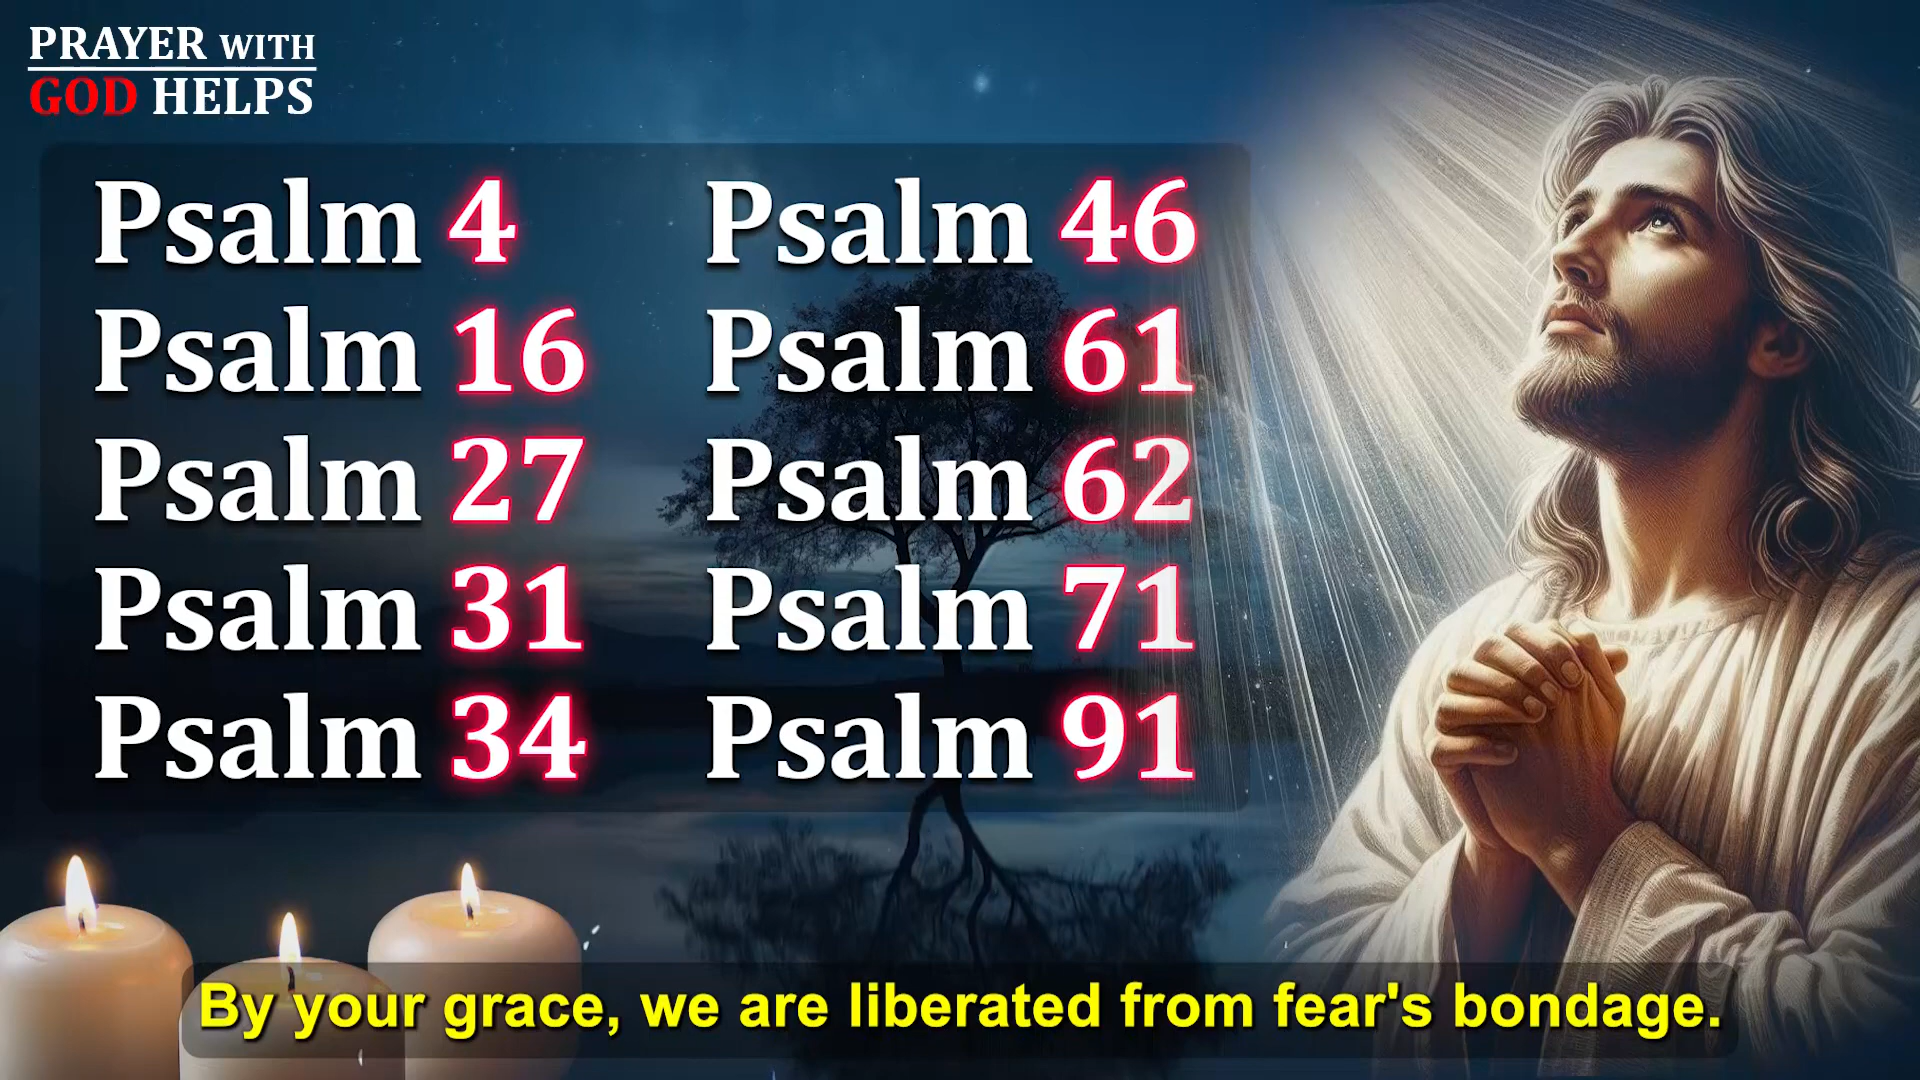 PRAYER WITH
GOD HELPS
Psalm 4
Psalm 16
Psalm 27
Psalm 31
Psalm 34
Psalm 46
Psalm 61
Psalm 62
Psalm 71
Psalm 91
By your grace, we are liberated from fear's bondage.